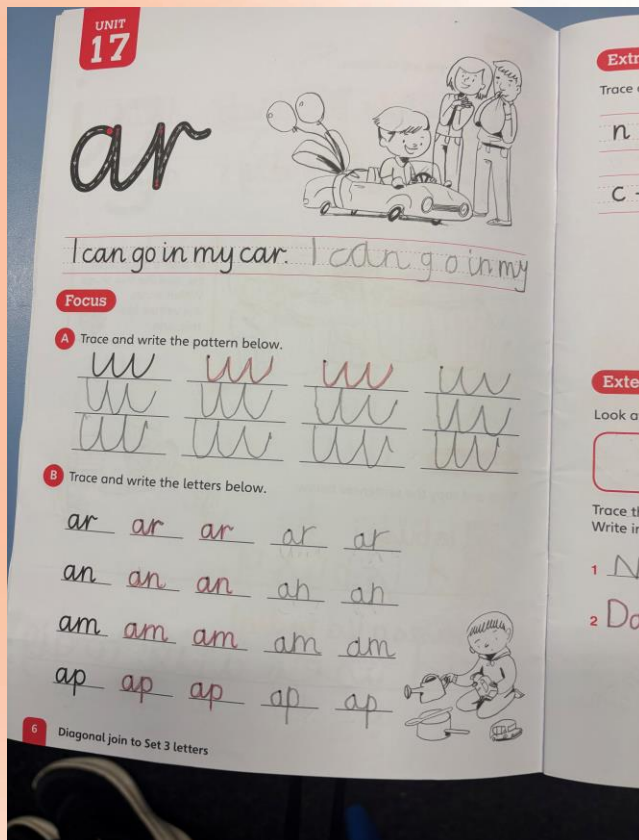 UNIT
17
ar
I can go in my car. I can go in my
Focus
A Trace and write the pattern below.
B Trace and write the letters below.
ar ar ar ar ar
an an an an an
am am am am am
ap ap ap ap ap
6 Diagonal join to Set 3 letters
Extr
Trace
n
c
Exte
Look a
Trace th
Write in
1 N
2 Da